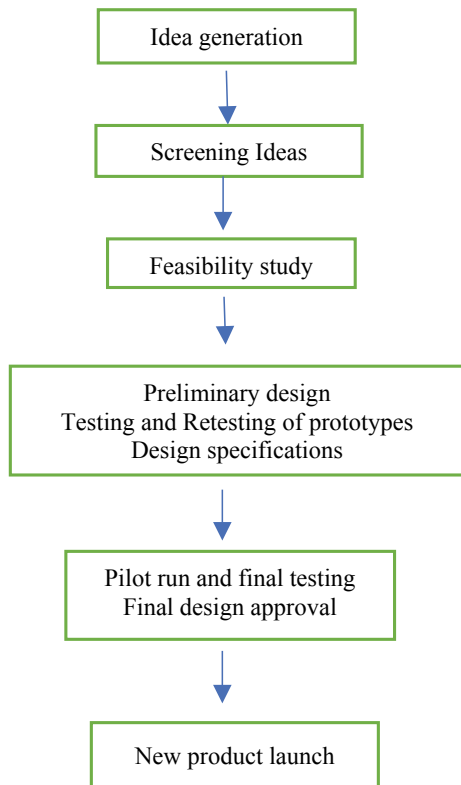 Idea generation
Screening Ideas
Feasibility study
Preliminary design
Testing and Retesting of prototypes
Design specifications
Pilot run and final testing
Final design approval
New product launch